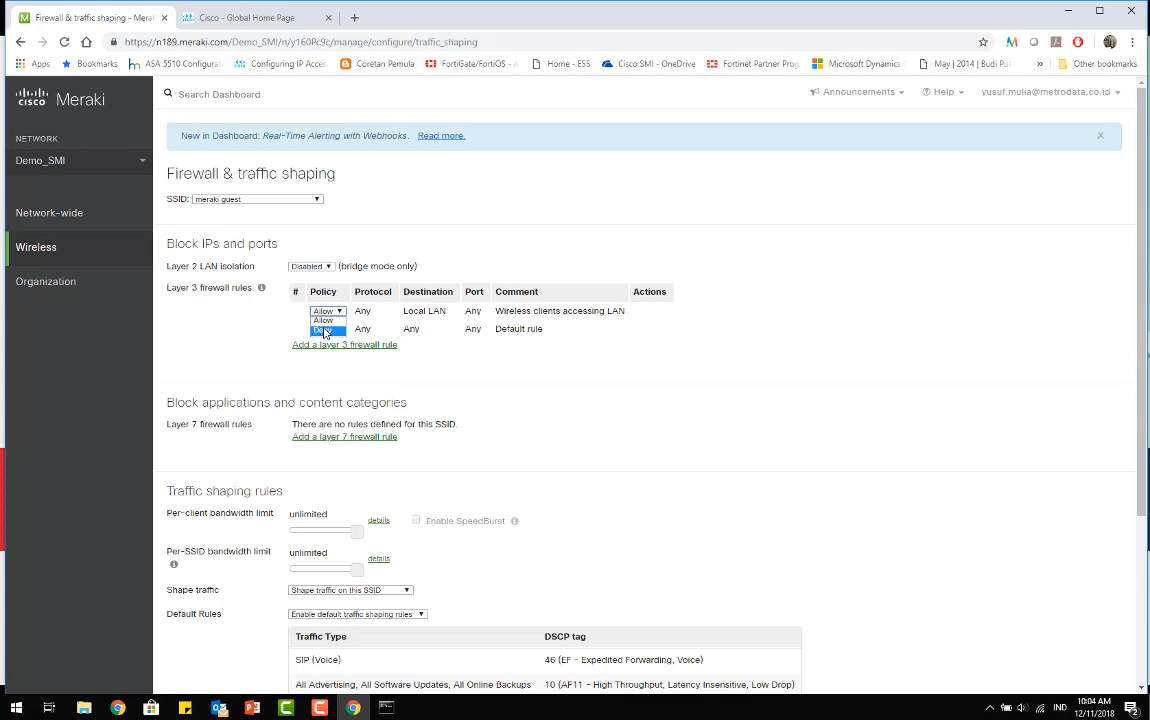 Firewall & traffic shaping - Mera
Cisco - Global Home Page
https://n189.meraki.com/Demo_SMI/n/y160Pc9c/manage/configure/traffic_shaping
Apps
Bookmarks
ASA 5510 Configurat
Configuring IP Acces
Coretan Pemula
FortiGate/FortiOS - A
Home - ESS
Cisco SMI - OneDrive
Fortinet Partner Prog
Microsoft Dynamics
May | 2014 | Budi Put
»
Other bookmarks
CISCO Meraki
Search Dashboard
Announcements
Help
yusuf.mulia@metrodata.co.id
NETWORK
Demo_SMI
Network-wide
Wireless
Organization
New in Dashboard: Real-Time Alerting with Webhooks. Read more.
Firewall & traffic shaping
SSID: meraki guest
Block IPs and ports
Layer 2 LAN isolation Disabled (bridge mode only)
Layer 3 firewall rules # Policy Protocol Destination Port Comment Actions
Allow Any Local LAN Any Wireless clients accessing LAN
Allow
Deny Any Any Any Default rule
Add a layer 3 firewall rule
Block applications and content categories
Layer 7 firewall rules There are no rules defined for this SSID.
Add a layer 7 firewall rule
Traffic shaping rules
Per-client bandwidth limit unlimited details Enable SpeedBurst
Per-SSID bandwidth limit unlimited details
Shape traffic Shape traffic on this SSID
Default Rules Enable default traffic shaping rules
Traffic Type DSCP tag
SIP (Voice) 46 (EF - Expedited Forwarding, Voice)
All Advertising, All Software Updates, All Online Backups 10 (AF11 - High Throughput, Latency Insensitive, Low Drop)
IND
10:04 AM
12/11/2018
2